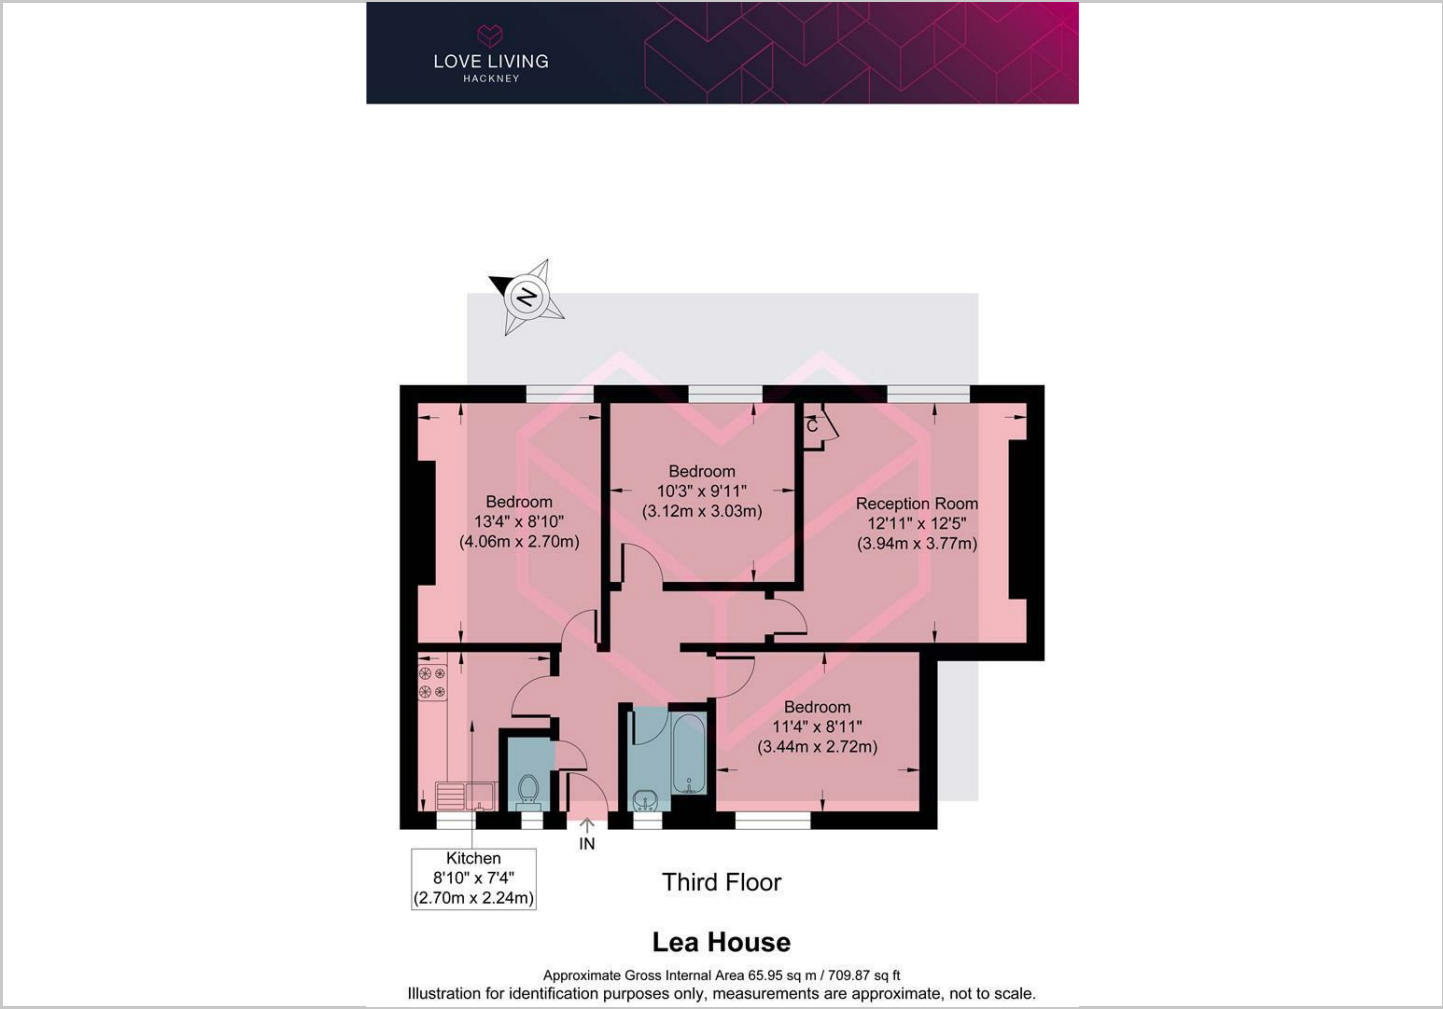 LOVE LIVING
HACKNEY
N
C
Bedroom
13'4" x 8'10"
(4.06m x 2.70m)
Bedroom
10'3" x 9'11"
(3.12m x 3.03m)
Reception Room
12'11" x 12'5"
(3.94m x 3.77m)
Bedroom
11'4" x 8'11"
(3.44m x 2.72m)
IN
Kitchen
8'10" x 7'4"
(2.70m x 2.24m)
Third Floor
Lea House
Approximate Gross Internal Area 65.95 sq m / 709.87 sq ft
Illustration for identification purposes only, measurements are approximate, not to scale.